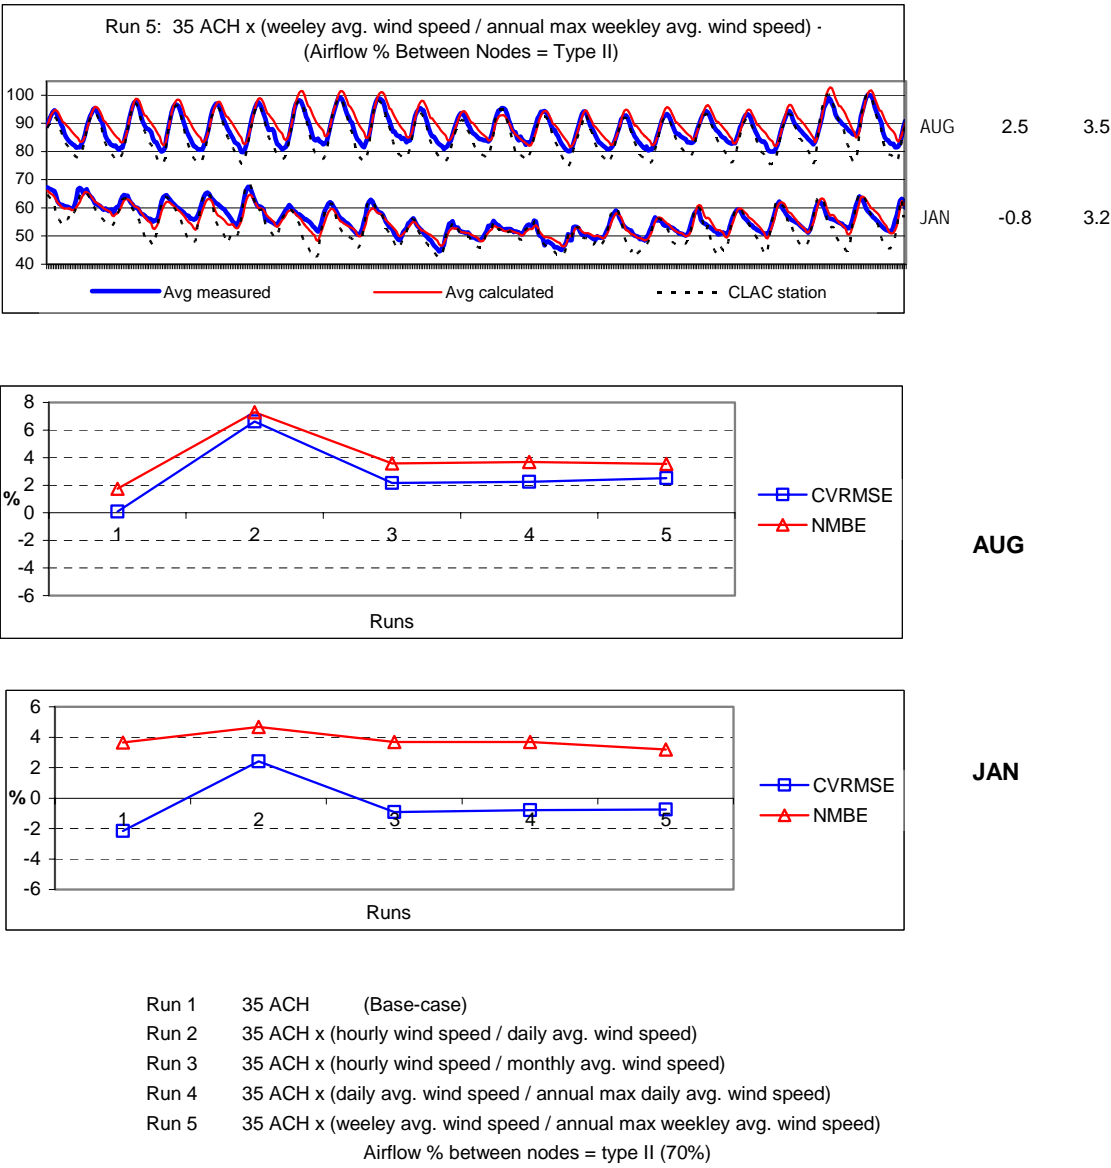 Run 5:  35 ACH x (weeley avg. wind speed / annual max weekley avg. wind speed) -
(Airflow % Between Nodes = Type II)
100
90
80
70
60
50
40
AUG 2.5 3.5
JAN -0.8 3.2
Avg measured Avg calculated CLAC station
8
6
4
2
0
-2
-4
-6
%
1 2 3 4 5
Runs
CVRMSE
NMBE
AUG
6
4
2
0
-2
-4
-6
%
1 2 3 4 5
Runs
CVRMSE
NMBE
JAN
Run 1 35 ACH (Base-case)
Run 2 35 ACH x (hourly wind speed / daily avg. wind speed)
Run 3 35 ACH x (hourly wind speed / monthly avg. wind speed)
Run 4 35 ACH x (daily avg. wind speed / annual max daily avg. wind speed)
Run 5 35 ACH x (weeley avg. wind speed / annual max weekley avg. wind speed)
Airflow % between nodes = type II (70%)